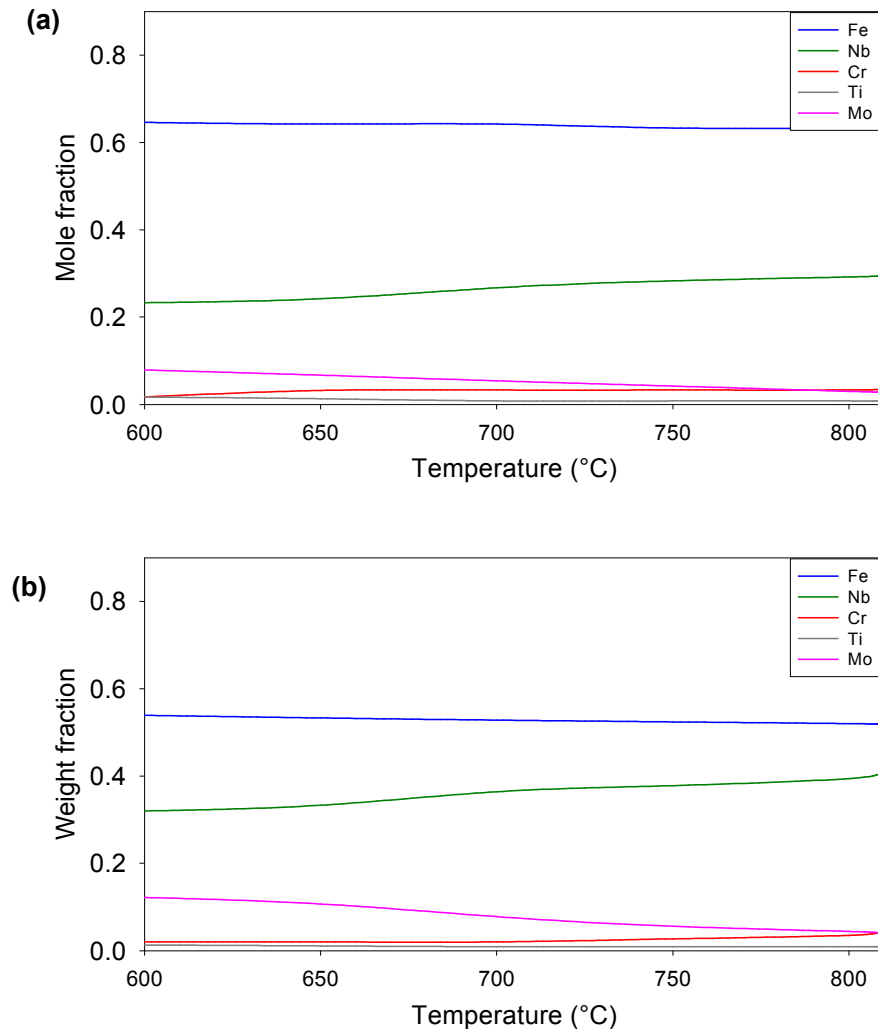 (a)
Mole fraction
0.8
0.6
0.4
0.2
0.0
600 650 700 750 800
Temperature (°C)
Fe
Nb
Cr
Ti
Mo
(b)
Weight fraction
0.8
0.6
0.4
0.2
0.0
600 650 700 750 800
Temperature (°C)
Fe
Nb
Cr
Ti
Mo